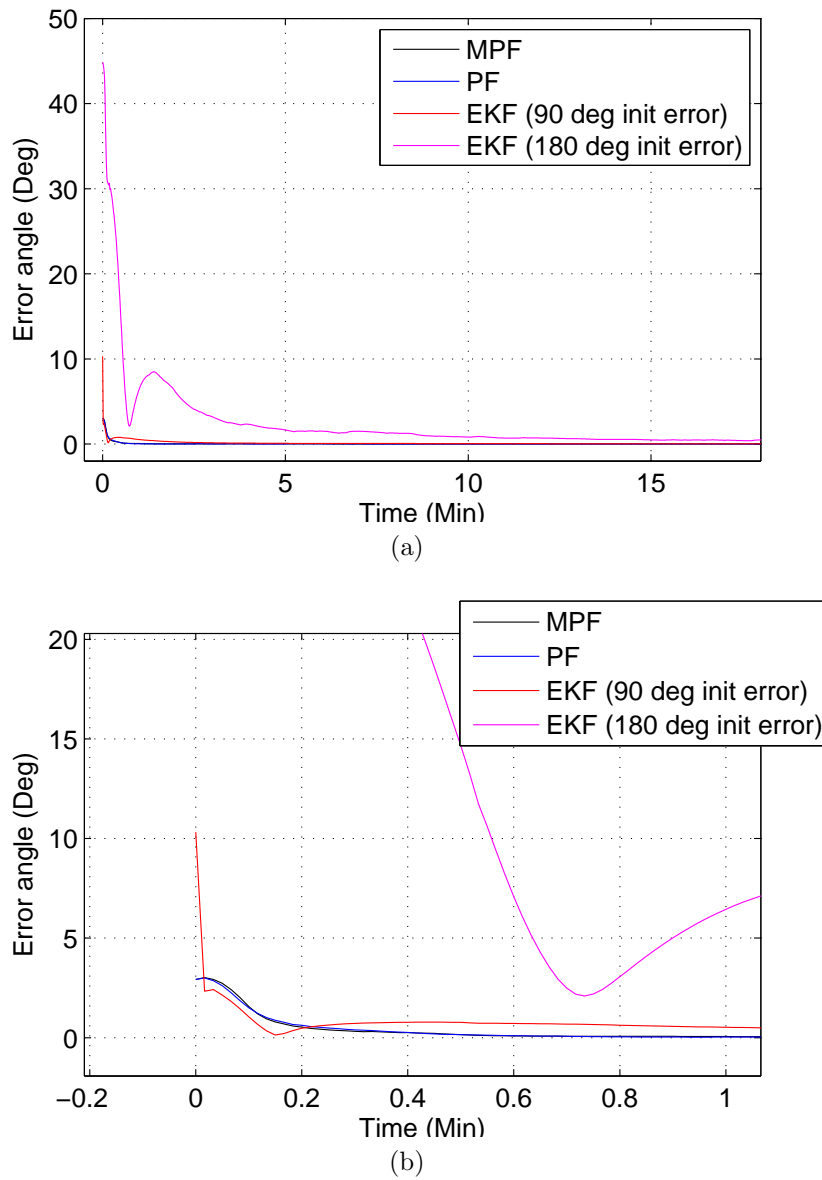 50
40
30
20
10
0
Error angle (Deg)
MPF
PF
EKF (90 deg init error)
EKF (180 deg init error)
0
5
10
15
Time (Min)
(a)
20
15
10
5
0
Error angle (Deg)
MPF
PF
EKF (90 deg init error)
EKF (180 deg init error)
−0.2
0
0.2
0.4
0.6
0.8
1
Time (Min)
(b)